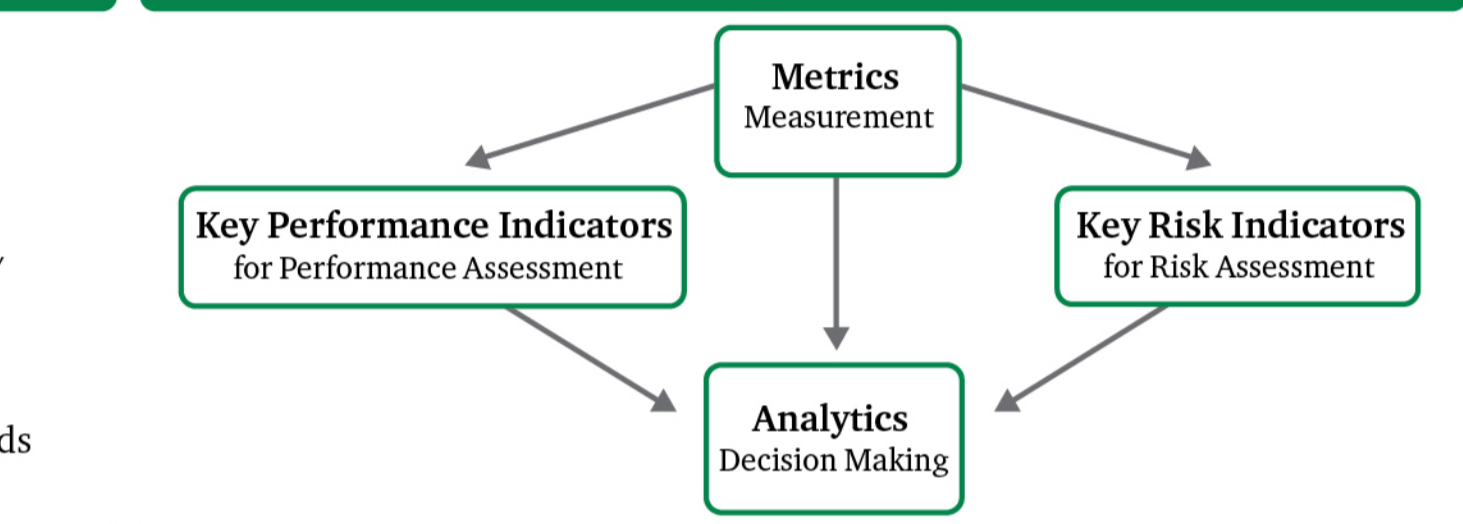 Metrics
Measurement
Key Performance Indicators
for Performance Assessment
Key Risk Indicators
for Risk Assessment
ds
Analytics
Decision Making